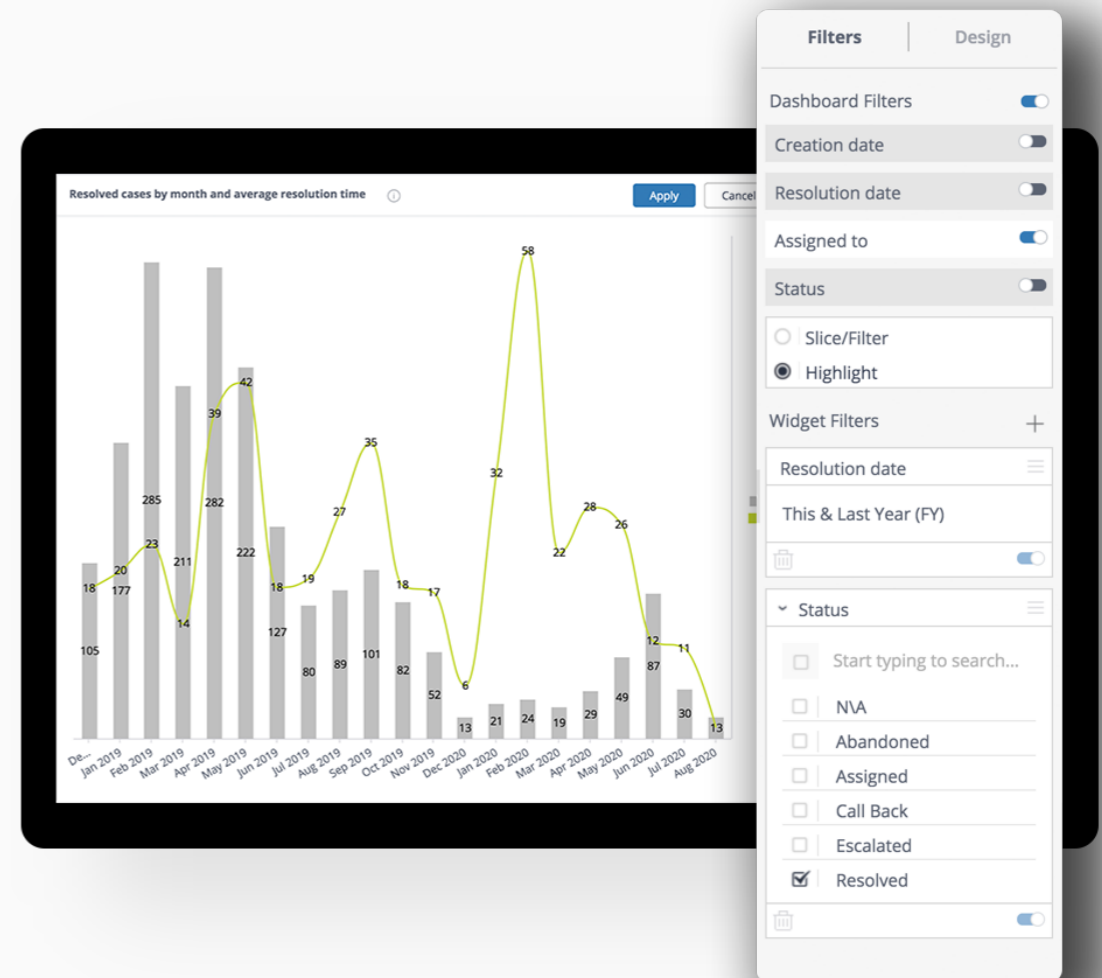 Filters Design
Dashboard Filters
Creation date
Resolution date
Assigned to
Status
Slice/Filter
Highlight
Widget Filters
Resolution date
This & Last Year (FY)
Status
Start typing to search...
N\A
Abandoned
Assigned
Call Back
Escalated
Resolved
Resolved cases by month and average resolution time
Apply Cancel
58
42
39
35
32
285 282 27 28
23 222 22 26
20 211 19
18 177 18 18 17
14
127 12 11
105 101 87
80 89 82
6
52 49
13 21 24 19 29 30 13
De... Jan 2019 Feb 2019 Mar 2019 Apr 2019 May 2019 Jun 2019 Jul 2019 Aug 2019 Sep 2019 Oct 2019 Nov 2019 Dec 2020 Jan 2020 Feb 2020 Mar 2020 Apr 2020 May 2020 Jun 2020 Jul 2020 Aug 2020